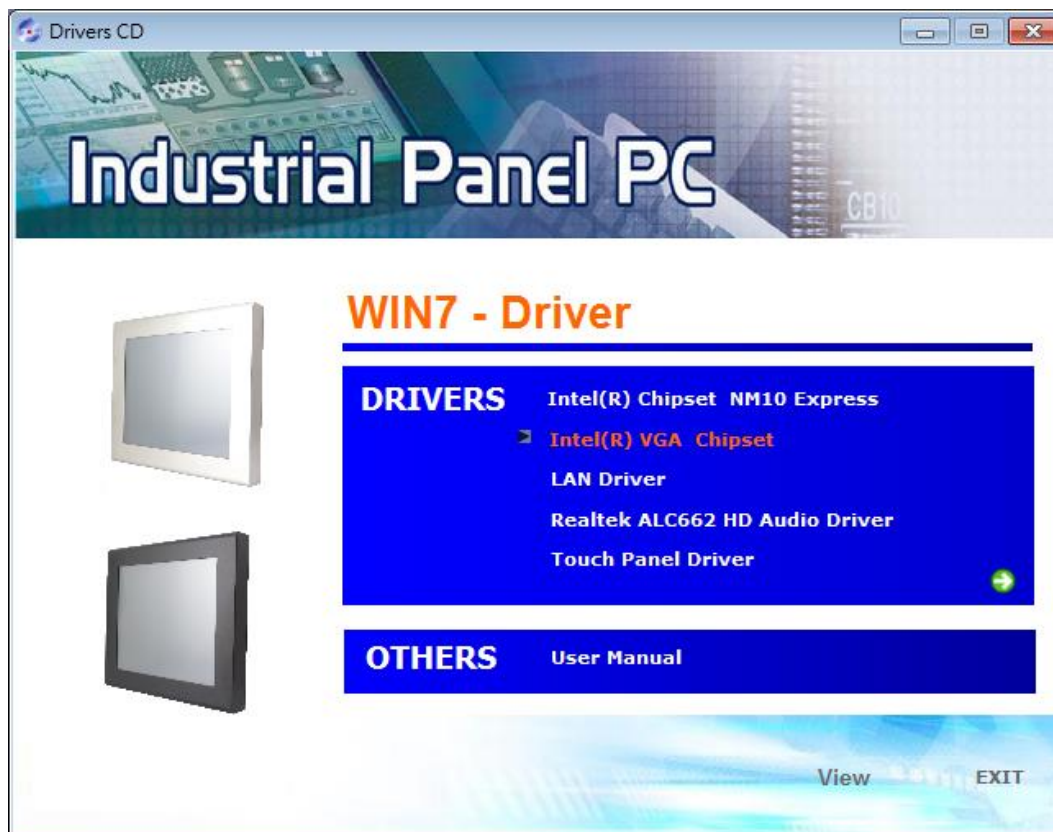 Drivers CD
Industrial Panel PC
CB10
WIN7 - Driver
DRIVERS
Intel(R) Chipset NM10 Express
Intel(R) VGA Chipset
LAN Driver
Realtek ALC662 HD Audio Driver
Touch Panel Driver
OTHERS
User Manual
View
EXIT